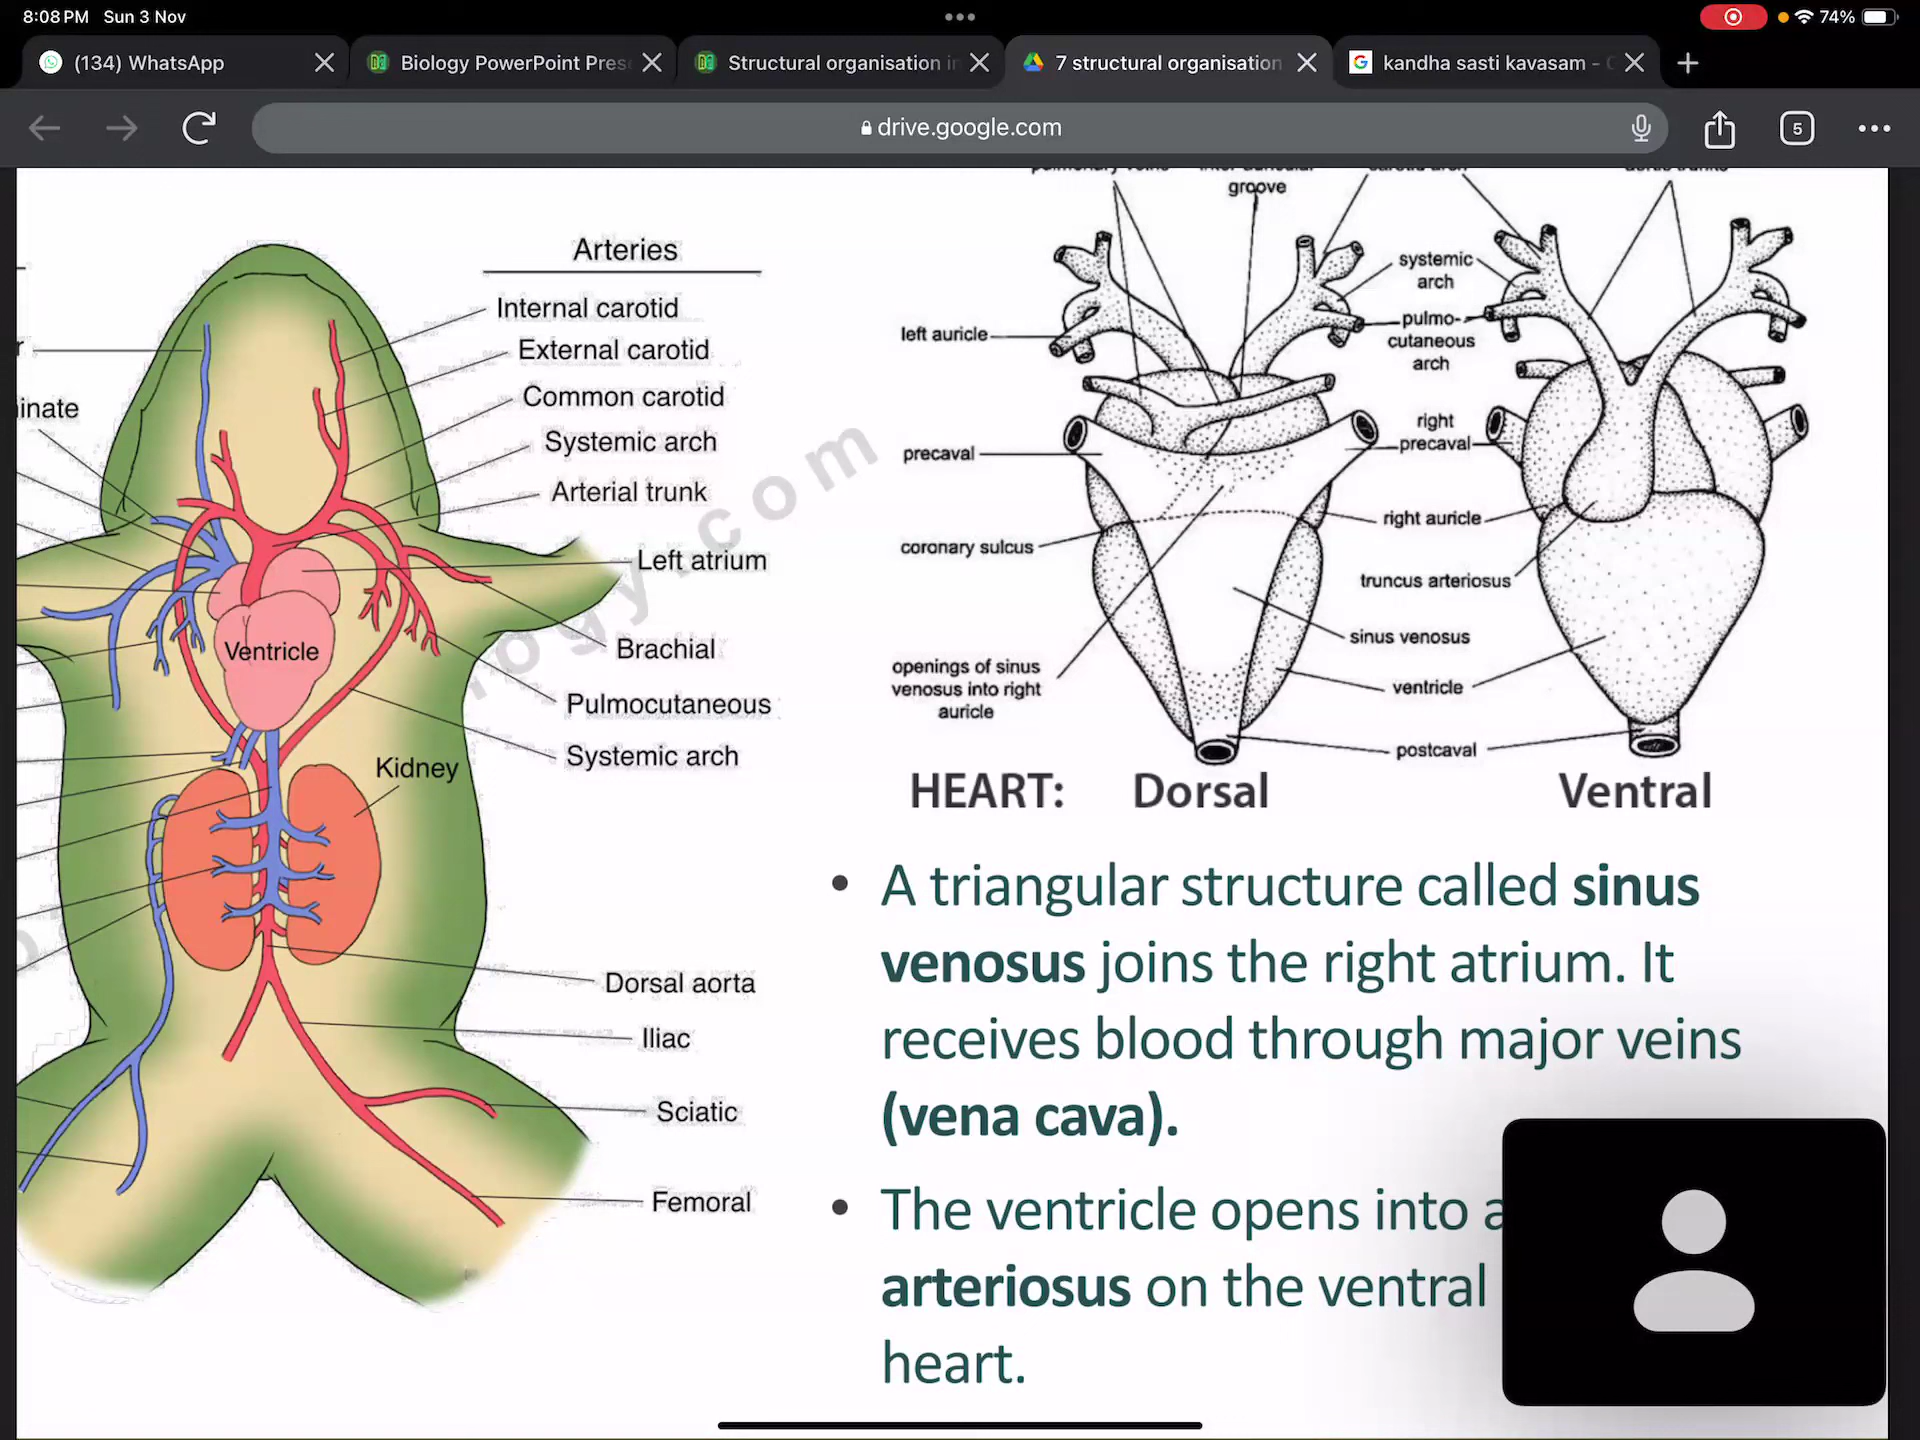 8:08 PM Sun 3 Nov
74%
(134) WhatsApp
Biology PowerPoint Pres
Structural organisation in
7 structural organisation
kandha sasti kavasam -
drive.google.com
5
inate
Arteries
Internal carotid
External carotid
Common carotid
Systemic arch
Arterial trunk
Left atrium
Brachial
Pulmocutaneous
Systemic arch
Ventricle
Kidney
Dorsal aorta
Iliac
Sciatic
Femoral
ogy.com
groove
systemic
arch
left auricle
pulmo-
cutaneous
arch
precaval
right
precaval
coronary sulcus
right auricle
truncus arteriosus
sinus venosus
openings of sinus
venosus into right
auricle
ventricle
postcaval
HEART: Dorsal Ventral
• A triangular structure called sinus
venosus joins the right atrium. It
receives blood through major veins
(vena cava).
• The ventricle opens into a
arteriosus on the ventral
heart.